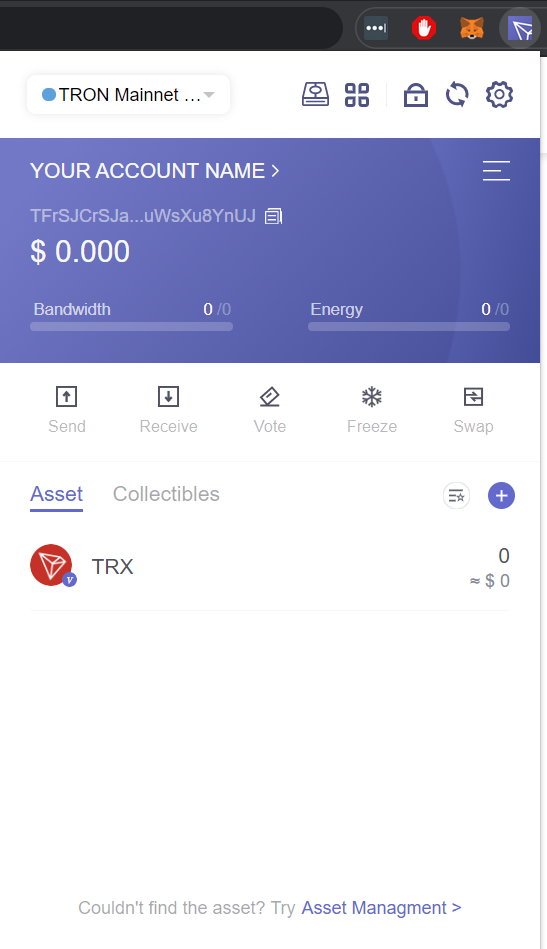 TRON Mainnet ...
YOUR ACCOUNT NAME >
TFrSJCrSJa...uWsXu8YnUJ
$ 0.000
Bandwidth 0 /0
Energy 0 /0
Send
Receive
Vote
Freeze
Swap
Asset
Collectibles
TRX
0
≈ $ 0
Couldn't find the asset? Try Asset Managment >